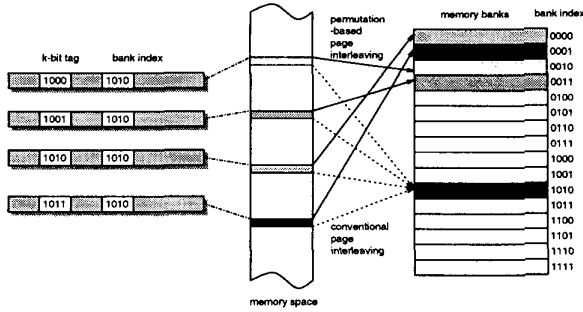 permutation
-based
page
interleaving
memory banks
bank index
k-bit tag
bank index
1000 1010
1001 1010
1010 1010
1011 1010
0000
0001
0010
0011
0100
0101
0110
0111
1000
1001
1010
1011
1100
1101
1110
1111
conventional
page
interleaving
memory space